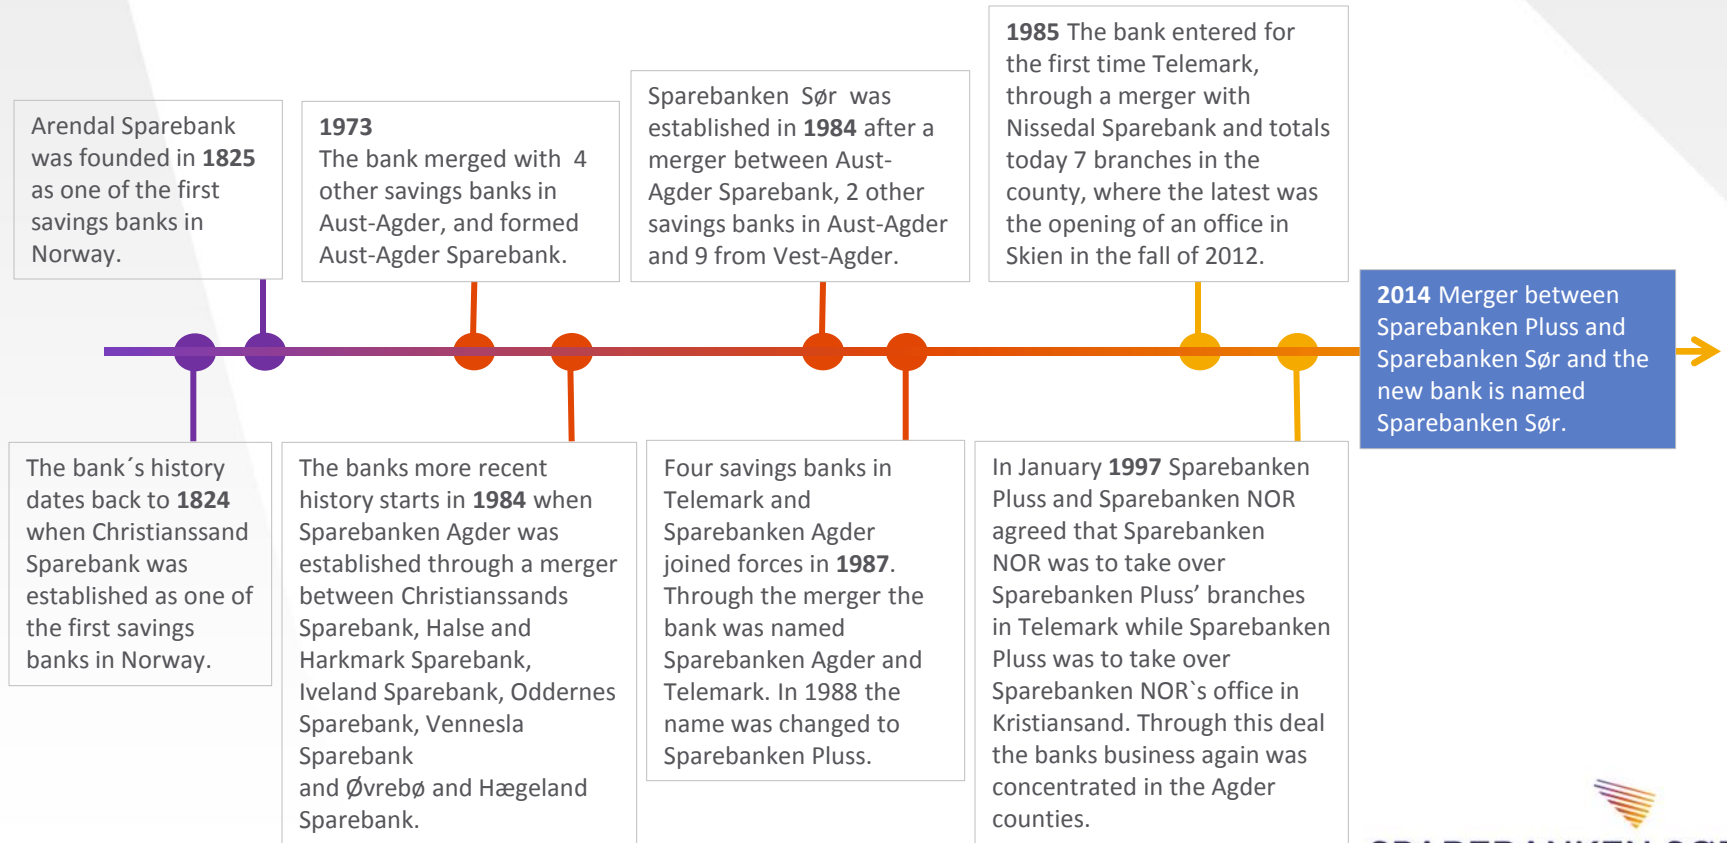 Arendal Sparebank
was founded in 1825
as one of the first
savings banks in
Norway.
1973
The bank merged with 4
other savings banks in
Aust-Agder, and formed
Aust-Agder Sparebank.
Sparebanken Sør was
established in 1984 after a
merger between Aust-
Agder Sparebank, 2 other
savings banks in Aust-Agder
and 9 from Vest-Agder.
1985 The bank entered for
the first time Telemark,
through a merger with
Nissedal Sparebank and totals
today 7 branches in the
county, where the latest was
the opening of an office in
Skien in the fall of 2012.
2014 Merger between
Sparebanken Pluss and
Sparebanken Sør and the
new bank is named
Sparebanken Sør.
The bank´s history
dates back to 1824
when Christianssand
Sparebank was
established as one of
the first savings
banks in Norway.
The banks more recent
history starts in 1984 when
Sparebanken Agder was
established through a merger
between Christianssands
Sparebank, Halse and
Harkmark Sparebank,
Iveland Sparebank, Oddernes
Sparebank, Vennesla
Sparebank
and Øvrebø and Hægeland
Sparebank.
Four savings banks in
Telemark and
Sparebanken Agder
joined forces in 1987.
Through the merger the
bank was named
Sparebanken Agder and
Telemark. In 1988 the
name was changed to
Sparebanken Pluss.
In January 1997 Sparebanken
Pluss and Sparebanken NOR
agreed that Sparebanken
NOR was to take over
Sparebanken Pluss’ branches
in Telemark while Sparebanken
Pluss was to take over
Sparebanken NOR`s office in
Kristiansand. Through this deal
the banks business again was
concentrated in the Agder
counties.